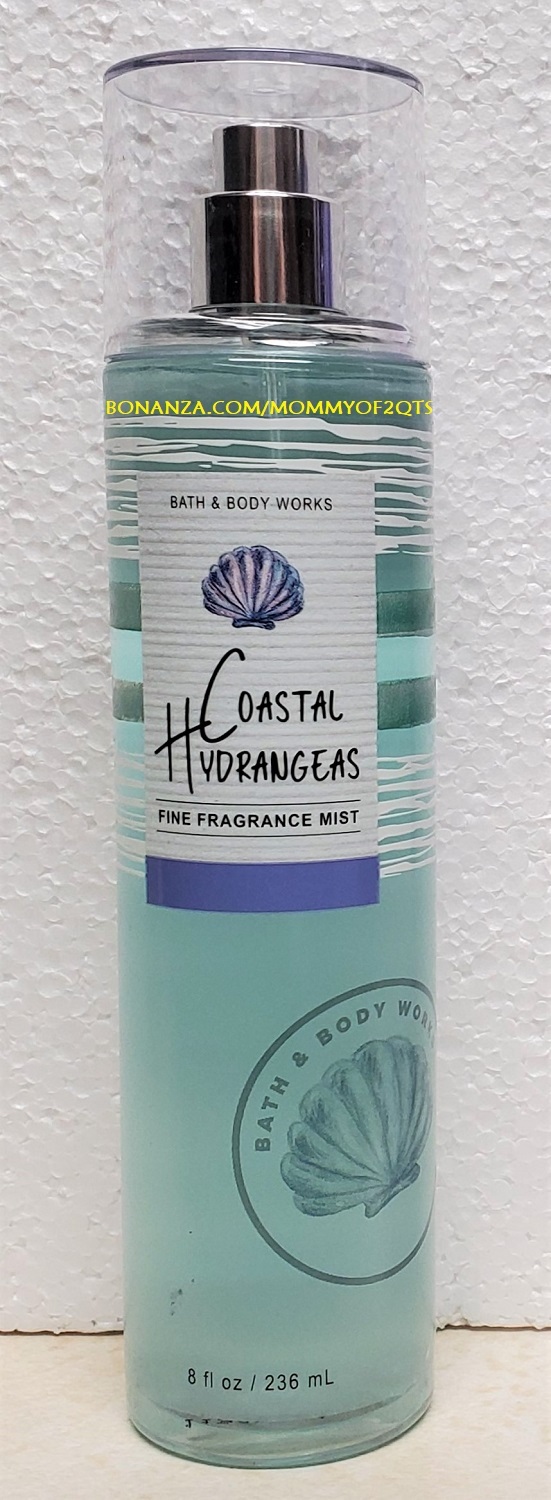 BONANZA.COM/MOMMYOF2QTS
BATH & BODY WORKS
COASTAL
HYDRANGEAS
FINE FRAGRANCE MIST
BATH & BODY WORKS
8 fl oz / 236 mL